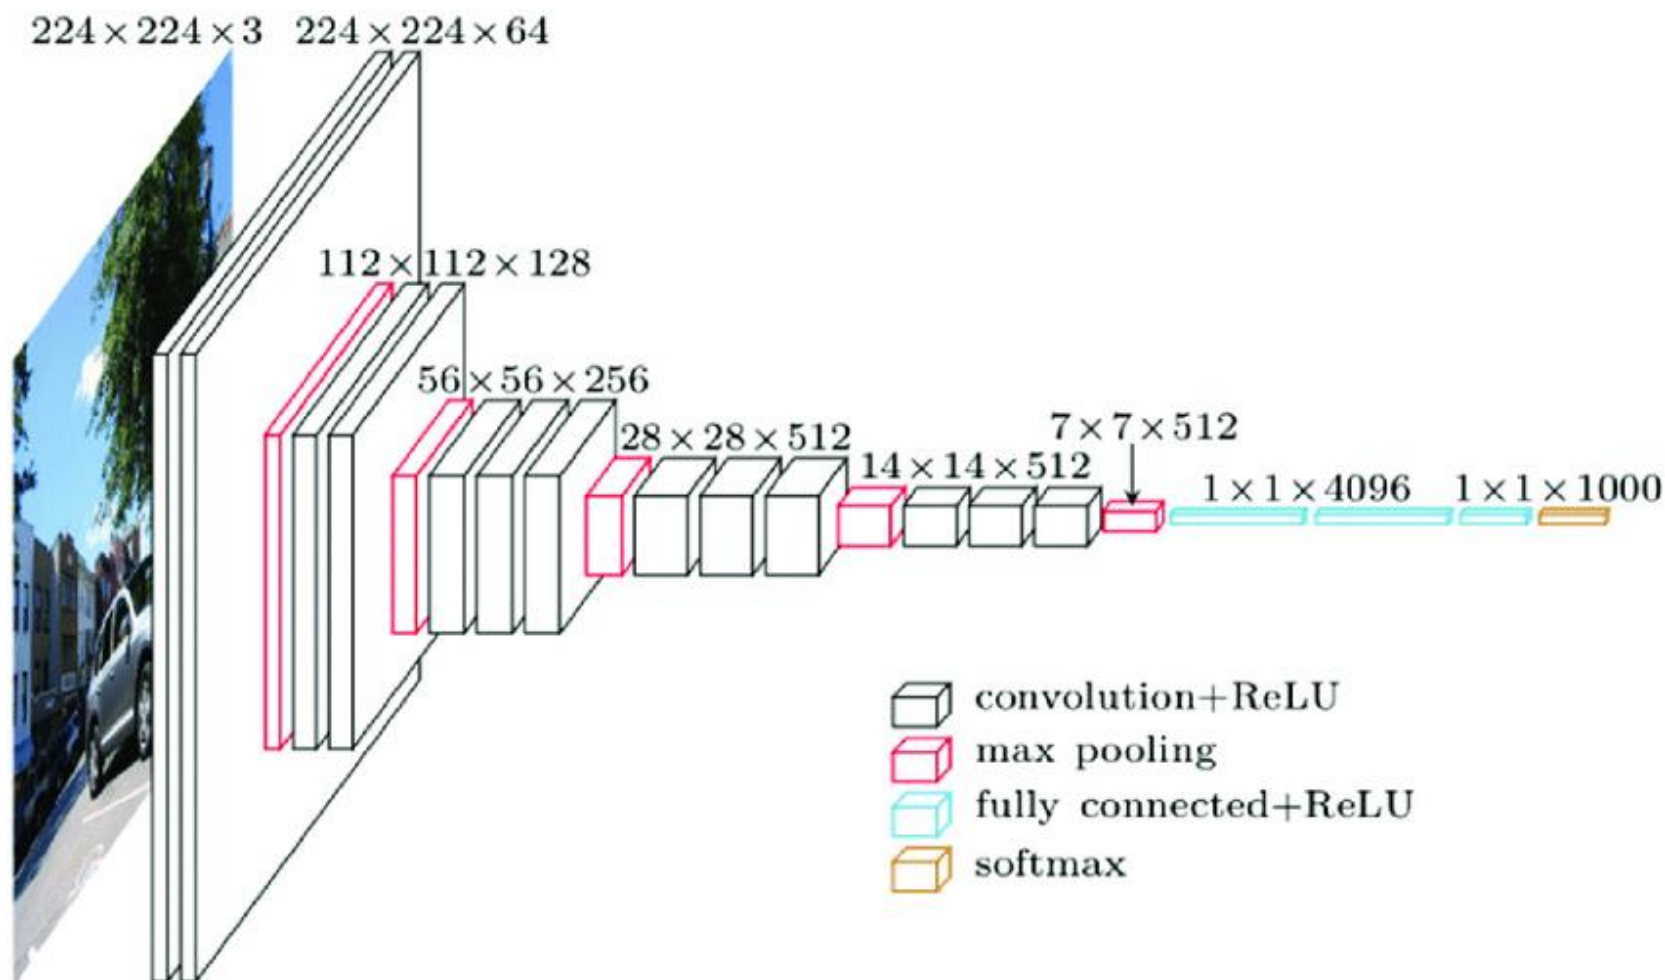 224×224×3
224×224×64
112×112×128
56×56×256
28×28×512
14×14×512
7×7×512
1×1×4096
1×1×1000
convolution+ReLU
max pooling
fully connected+ReLU
softmax